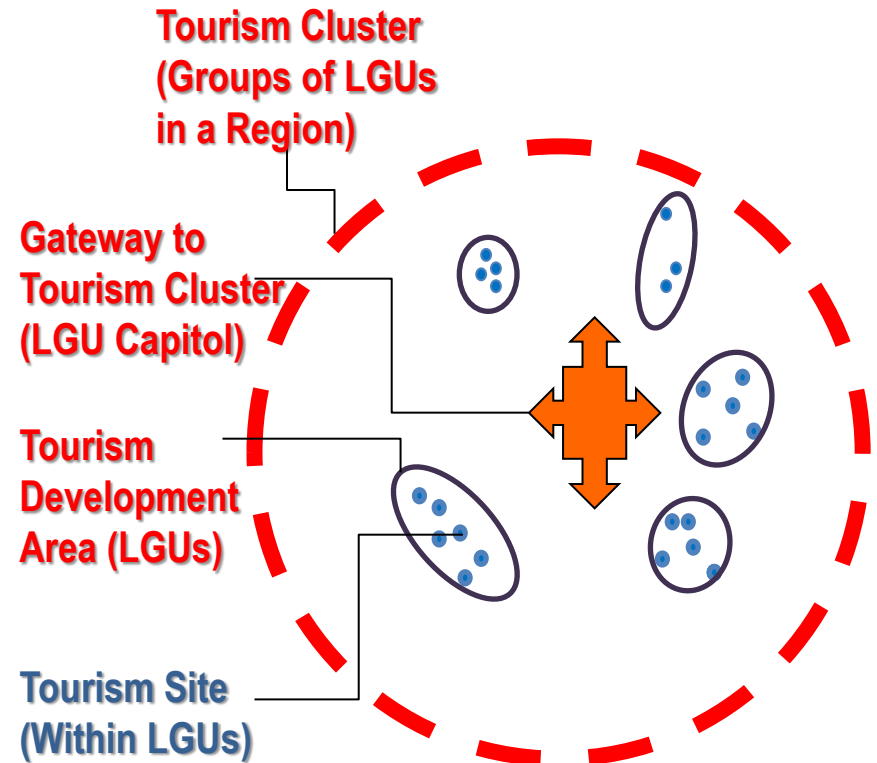 Tourism Cluster
(Groups of LGUs
in a Region)
Gateway to
Tourism Cluster
(LGU Capitol)
Tourism
Development
Area (LGUs)
Tourism Site
(Within LGUs)